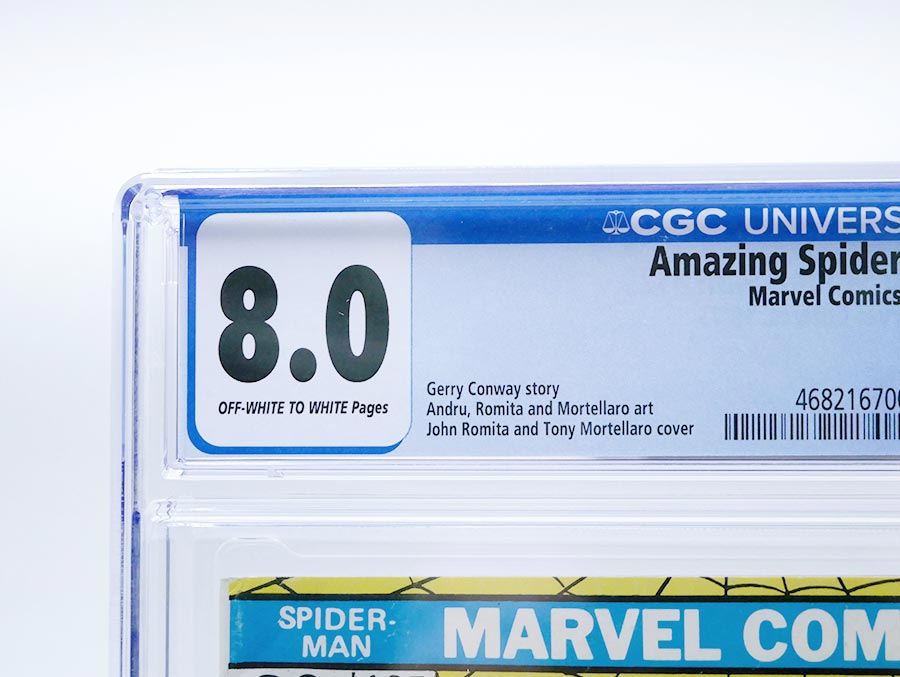 CGC UNIVERS
8.0
OFF-WHITE TO WHITE Pages
Amazing Spider
Marvel Comics
Gerry Conway story
Andru, Romita and Mortellaro art
John Romita and Tony Mortellaro cover
46821670
SPIDER-
MAN
MARVEL COM